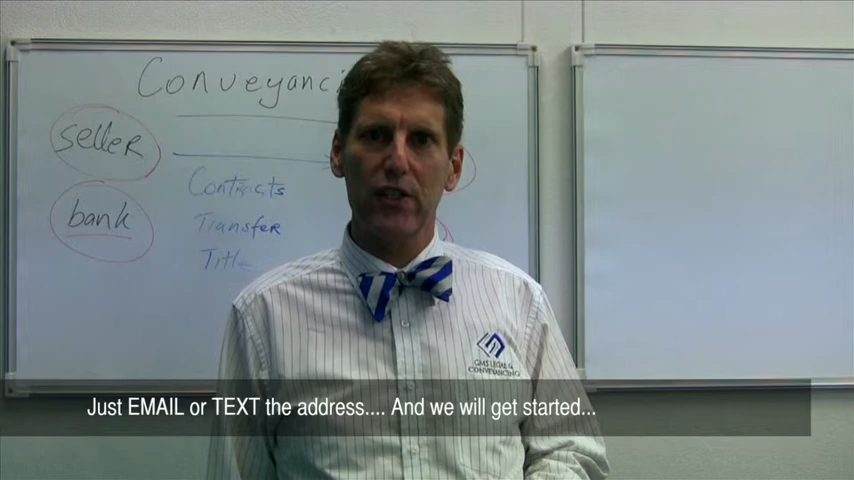 Conveyanci
seller
Contracts
bank
Transfer
Title
GMS LEGAL &
CONVEYANCING
Just EMAIL or TEXT the address.... And we will get started...